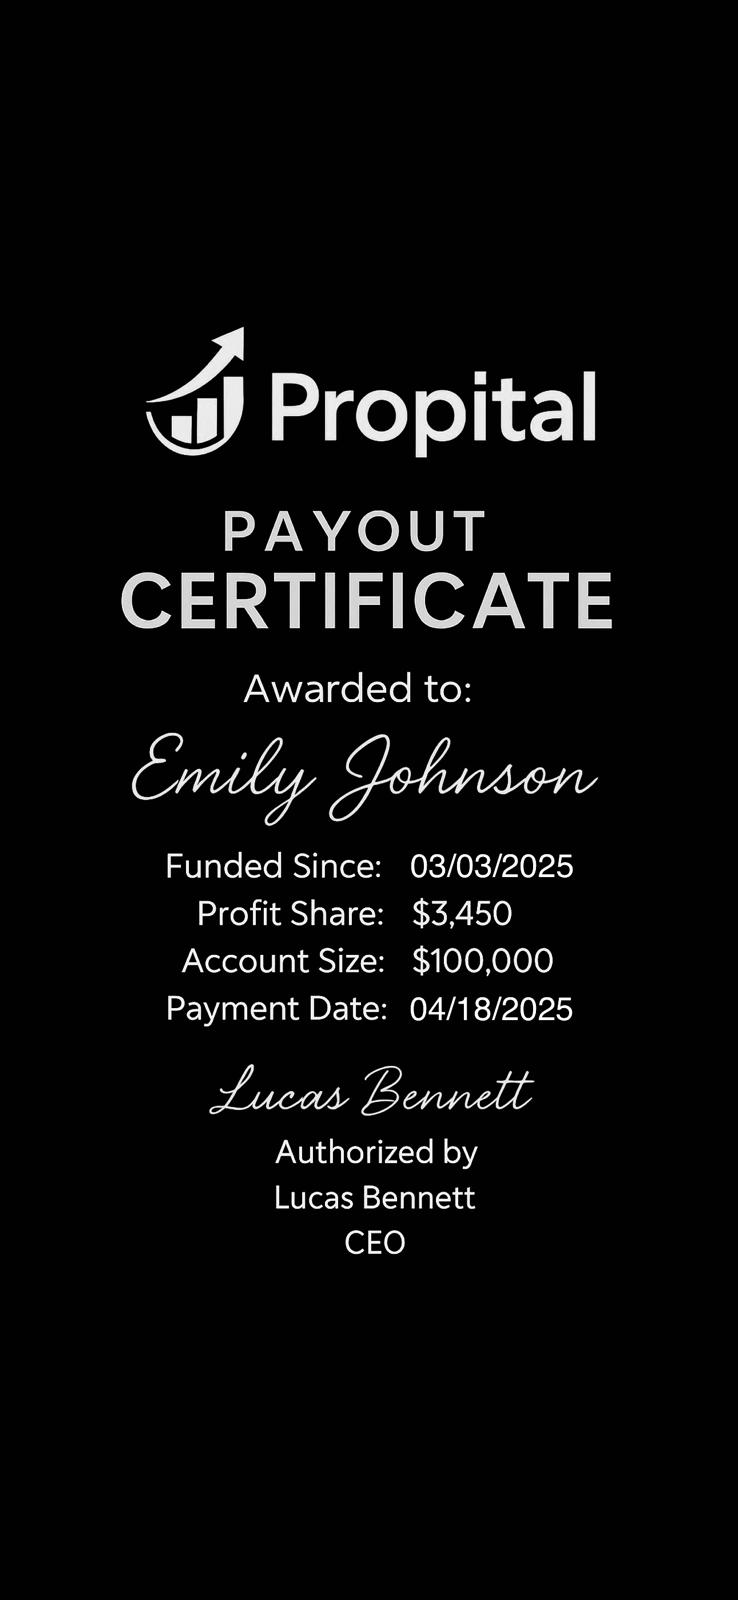 Propital
PAYOUT
CERTIFICATE
Awarded to:
Emily Johnson
Funded Since: 03/03/2025
Profit Share: $3,450
Account Size: $100,000
Payment Date: 04/18/2025
Lucas Bennett
Authorized by
Lucas Bennett
CEO